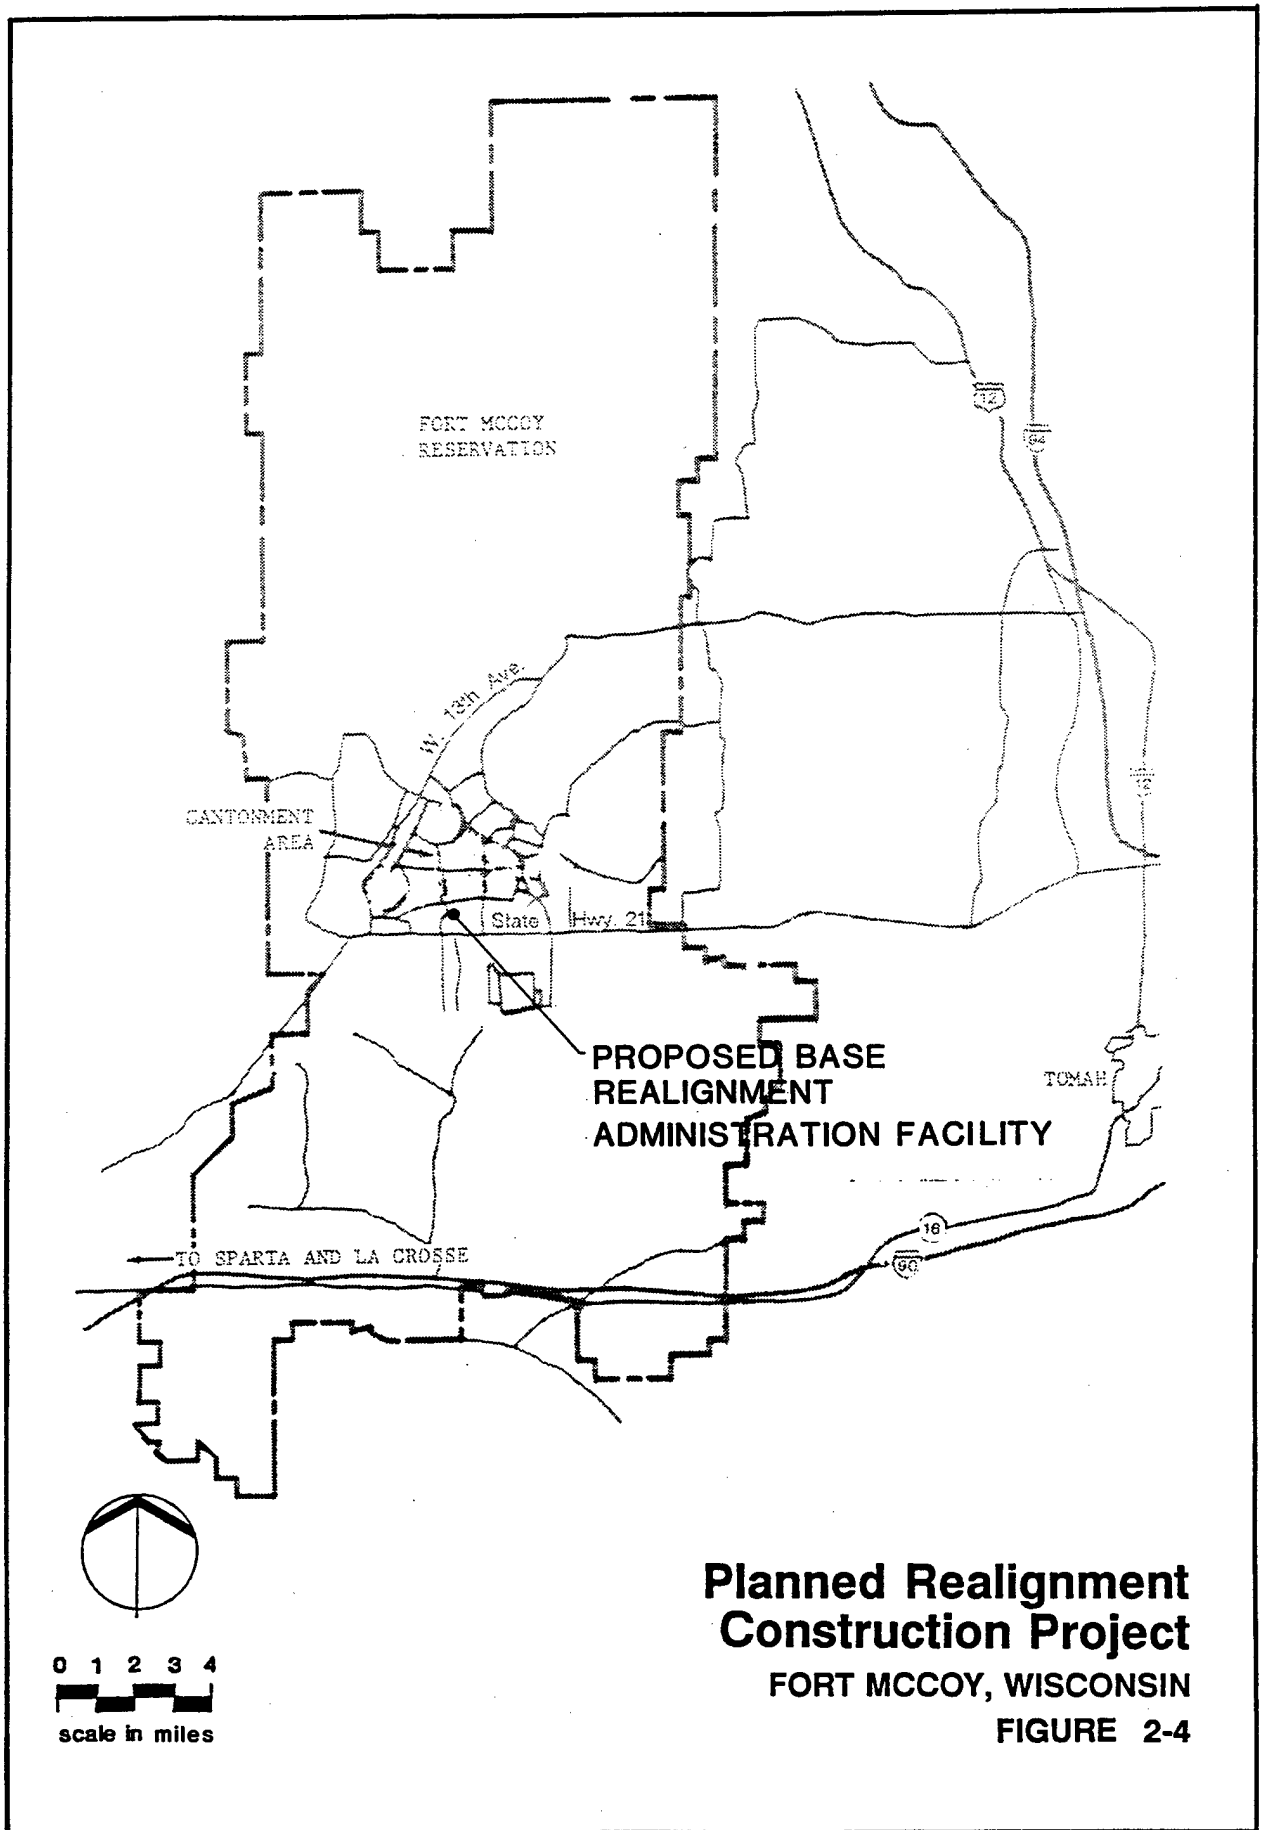 FORT MCCOY
RESERVATION
12
94
W. 13th Ave.
12
CANTONMENT
AREA
State Hwy. 21
PROPOSED BASE
REALIGNMENT
ADMINISTRATION FACILITY
TOMAH
16
90
TO SPARTA AND LA CROSSE
Planned Realignment
Construction Project
FORT MCCOY, WISCONSIN
FIGURE 2-4
0 1 2 3 4
scale in miles